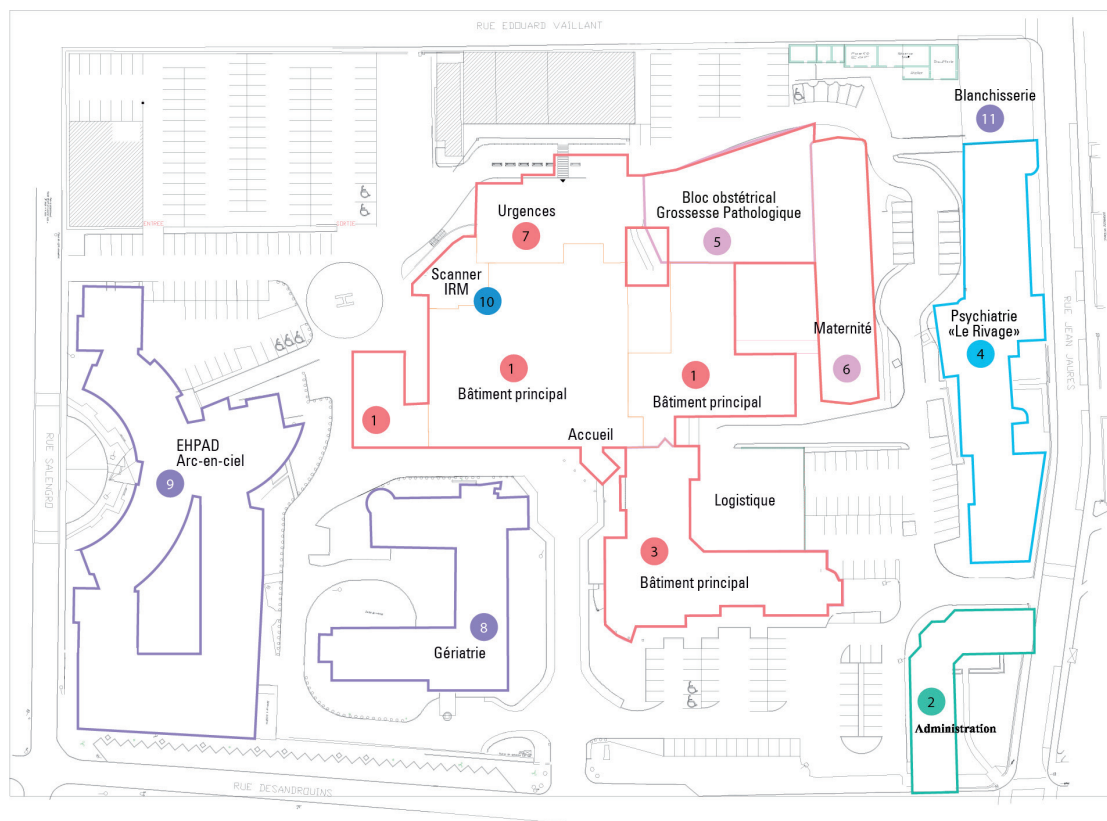 RUE EDOUARD VAILLANT
Blanchisserie
11
Bloc obstétrical
Grossesse Pathologique
5
Urgences
7
ENTRÉE
SORTIE
Scanner
IRM
10
H
Psychiatrie
«Le Rivage»
4
Maternité
6
RUE JEAN JAURES
1
Bâtiment principal
1
Bâtiment principal
1
Accueil
EHPAD
Arc-en-ciel
9
RUE SALENGRO
Logistique
3
Bâtiment principal
8
Gériatrie
2
Administration
RUE DESANDROUINS